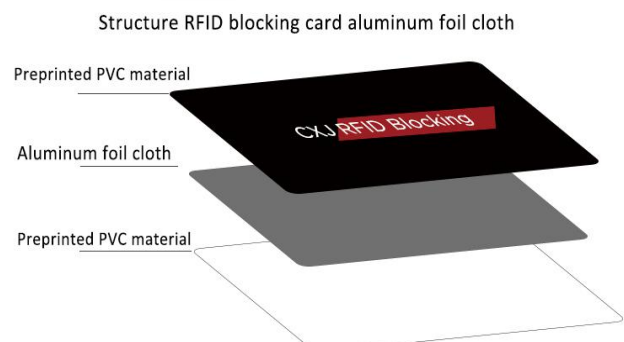 Structure RFID blocking card aluminum foil cloth
Preprinted PVC material
CXJ RFID Blocking
Aluminum foil cloth
Preprinted PVC material